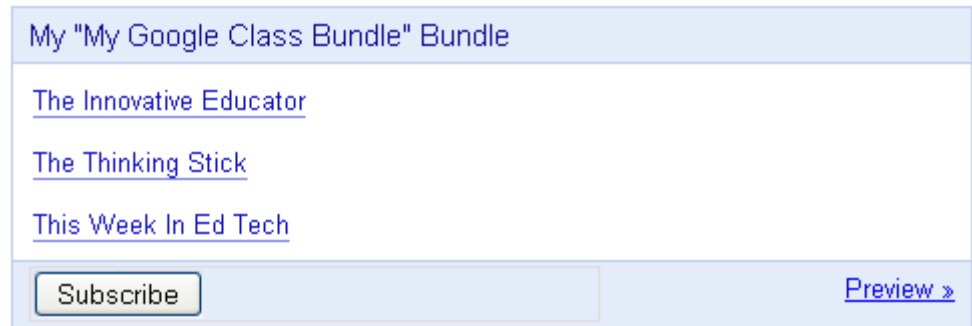 My "My Google Class Bundle" Bundle
The Innovative Educator
The Thinking Stick
This Week In Ed Tech
Subscribe
Preview »